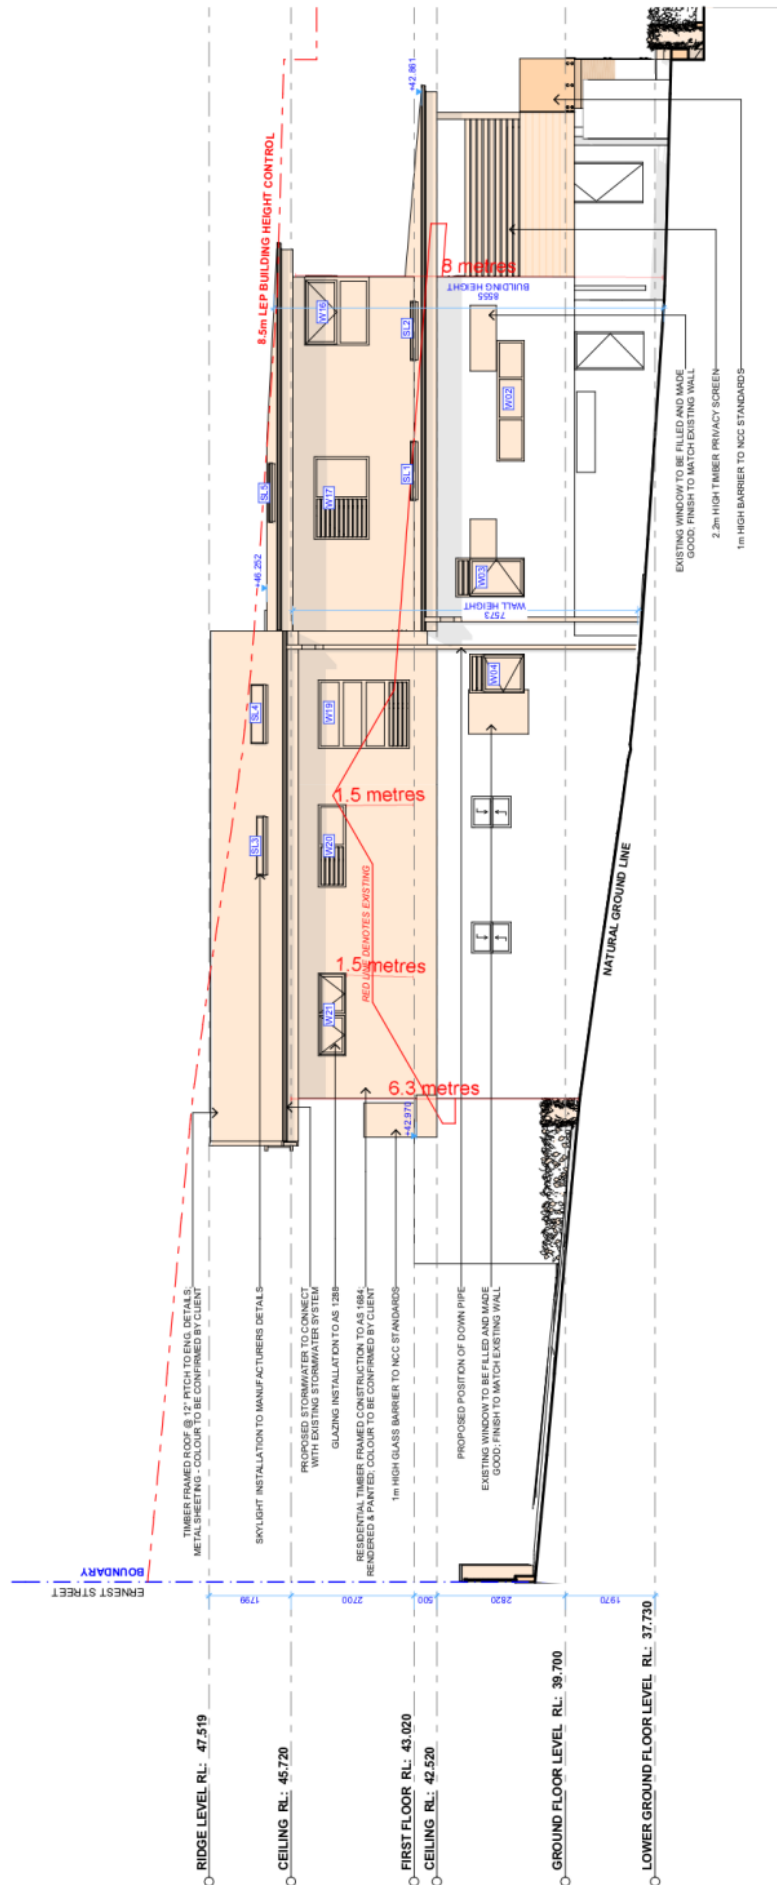 8.5m LEP BUILDING HEIGHT CONTROL
+42.861
+46.252
8 metres
BUILDING HEIGHT
8555
WALL HEIGHT
7573
W16
W17
SL5
SL2
SL1
W02
W03
SL4
SL3
W19
W20
W21
W04
1.5 metres
1.5 metres
6.3 metres
RED LINE DENOTES EXISTING
+42.970
NATURAL GROUND LINE
EXISTING WINDOW TO BE FILLED AND MADE
GOOD; FINISH TO MATCH EXISTING WALL
2.2m HIGH TIMBER PRIVACY SCREEN
1m HIGH BARRIER TO NCC STANDARDS
TIMBER FRAMED ROOF @ 12° PITCH TO ENG. DETAILS;
METAL SHEETING - COLOUR TO BE CONFIRMED BY CLIENT
SKYLIGHT INSTALLATION TO MANUFACTURERS DETAILS
PROPOSED STORMWATER TO CONNECT
WITH EXISTING STORMWATER SYSTEM
GLAZING INSTALLATION TO AS 1288
RESIDENTIAL TIMBER FRAMED CONSTRUCTION TO AS 1684;
RENDERED & PAINTED; COLOUR TO BE CONFIRMED BY CLIENT
1m HIGH GLASS BARRIER TO NCC STANDARDS
PROPOSED POSITION OF DOWN PIPE
EXISTING WINDOW TO BE FILLED AND MADE
GOOD; FINISH TO MATCH EXISTING WALL
BOUNDARY
ERNEST STREET
1799
2700
500
2820
1970
RIDGE LEVEL RL: 47.519
CEILING RL: 45.720
FIRST FLOOR RL: 43.020
CEILING RL: 42.520
GROUND FLOOR LEVEL RL: 39.700
LOWER GROUND FLOOR LEVEL RL: 37.730